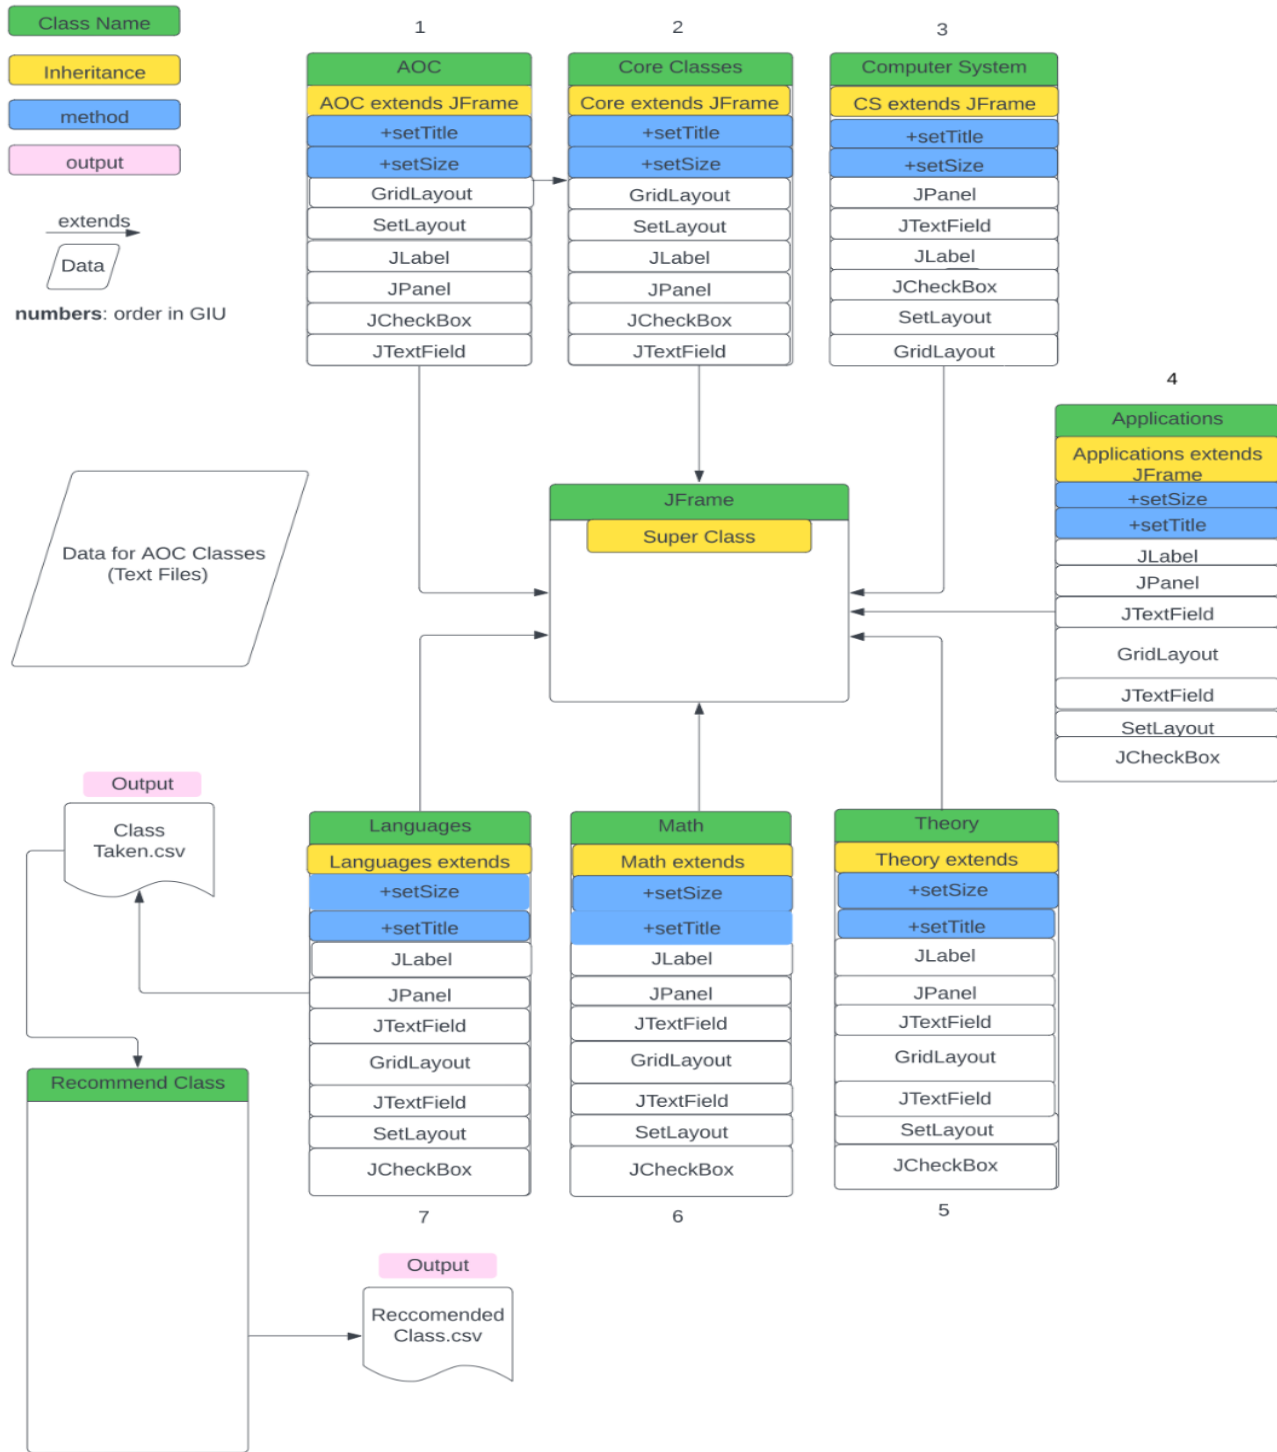 Class Name
Inheritance
method
output
extends
Data
numbers: order in GIU
1
AOC
AOC extends JFrame
+setTitle
+setSize
GridLayout
SetLayout
JLabel
JPanel
JCheckBox
JTextField
2
Core Classes
Core extends JFrame
+setTitle
+setSize
GridLayout
SetLayout
JLabel
JPanel
JCheckBox
JTextField
3
Computer System
CS extends JFrame
+setTitle
+setSize
JPanel
JTextField
JLabel
JCheckBox
SetLayout
GridLayout
4
Applications
Applications extends
JFrame
+setSize
+setTitle
JLabel
JPanel
JTextField
GridLayout
JTextField
SetLayout
JCheckBox
JFrame
Super Class
Data for AOC Classes
(Text Files)
Output
Class
Taken.csv
Languages
Languages extends
+setSize
+setTitle
JLabel
JPanel
JTextField
GridLayout
JTextField
SetLayout
JCheckBox
7
Math
Math extends
+setSize
+setTitle
JLabel
JPanel
JTextField
GridLayout
JTextField
SetLayout
JCheckBox
6
Theory
Theory extends
+setSize
+setTitle
JLabel
JPanel
JTextField
GridLayout
JTextField
SetLayout
JCheckBox
5
Recommend Class
Output
Reccomended
Class.csv